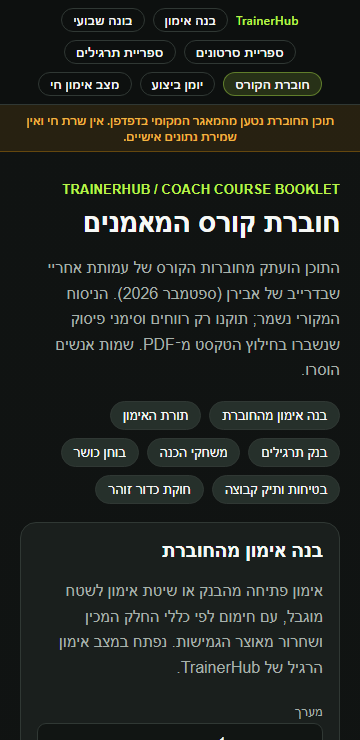 TrainerHub
בנה אימון
בונה שבועי
ספריית סרטונים
ספריית תרגילים
חוברת הקורס
יומן ביצוע
מצב אימון חי
תוכן החוברת נטען מהמאגר המקומי בדפדפן. אין שרת חי ואין
שמירת נתונים אישיים.
TRAINERHUB / COACH COURSE BOOKLET
חוברת קורס המאמנים
התוכן הועתק מחוברות הקורס של עמותת אחריי
שבדרייב של אבירן (ספטמבר 2026). הניסוח
המקורי נשמר; תוקנו רק רווחים וסימני פיסוק
שנשברו בחילוץ הטקסט מ־PDF. שמות אנשים
הוסרו.
בנה אימון מהחוברת
תורת האימון
בנק תרגילים
משחקי הכנה
בוחן כושר
בטיחות ותיק קבוצה
חוקת כדור זוהר
בנה אימון מהחוברת
אימון פתיחה מהבנק או שיטת אימון לשטח
מוגבל, עם חימום לפי כללי החלק המכין
ושחרור מאוצר הגמישות. נפתח במצב אימון
הרגיל של TrainerHub.
מערך